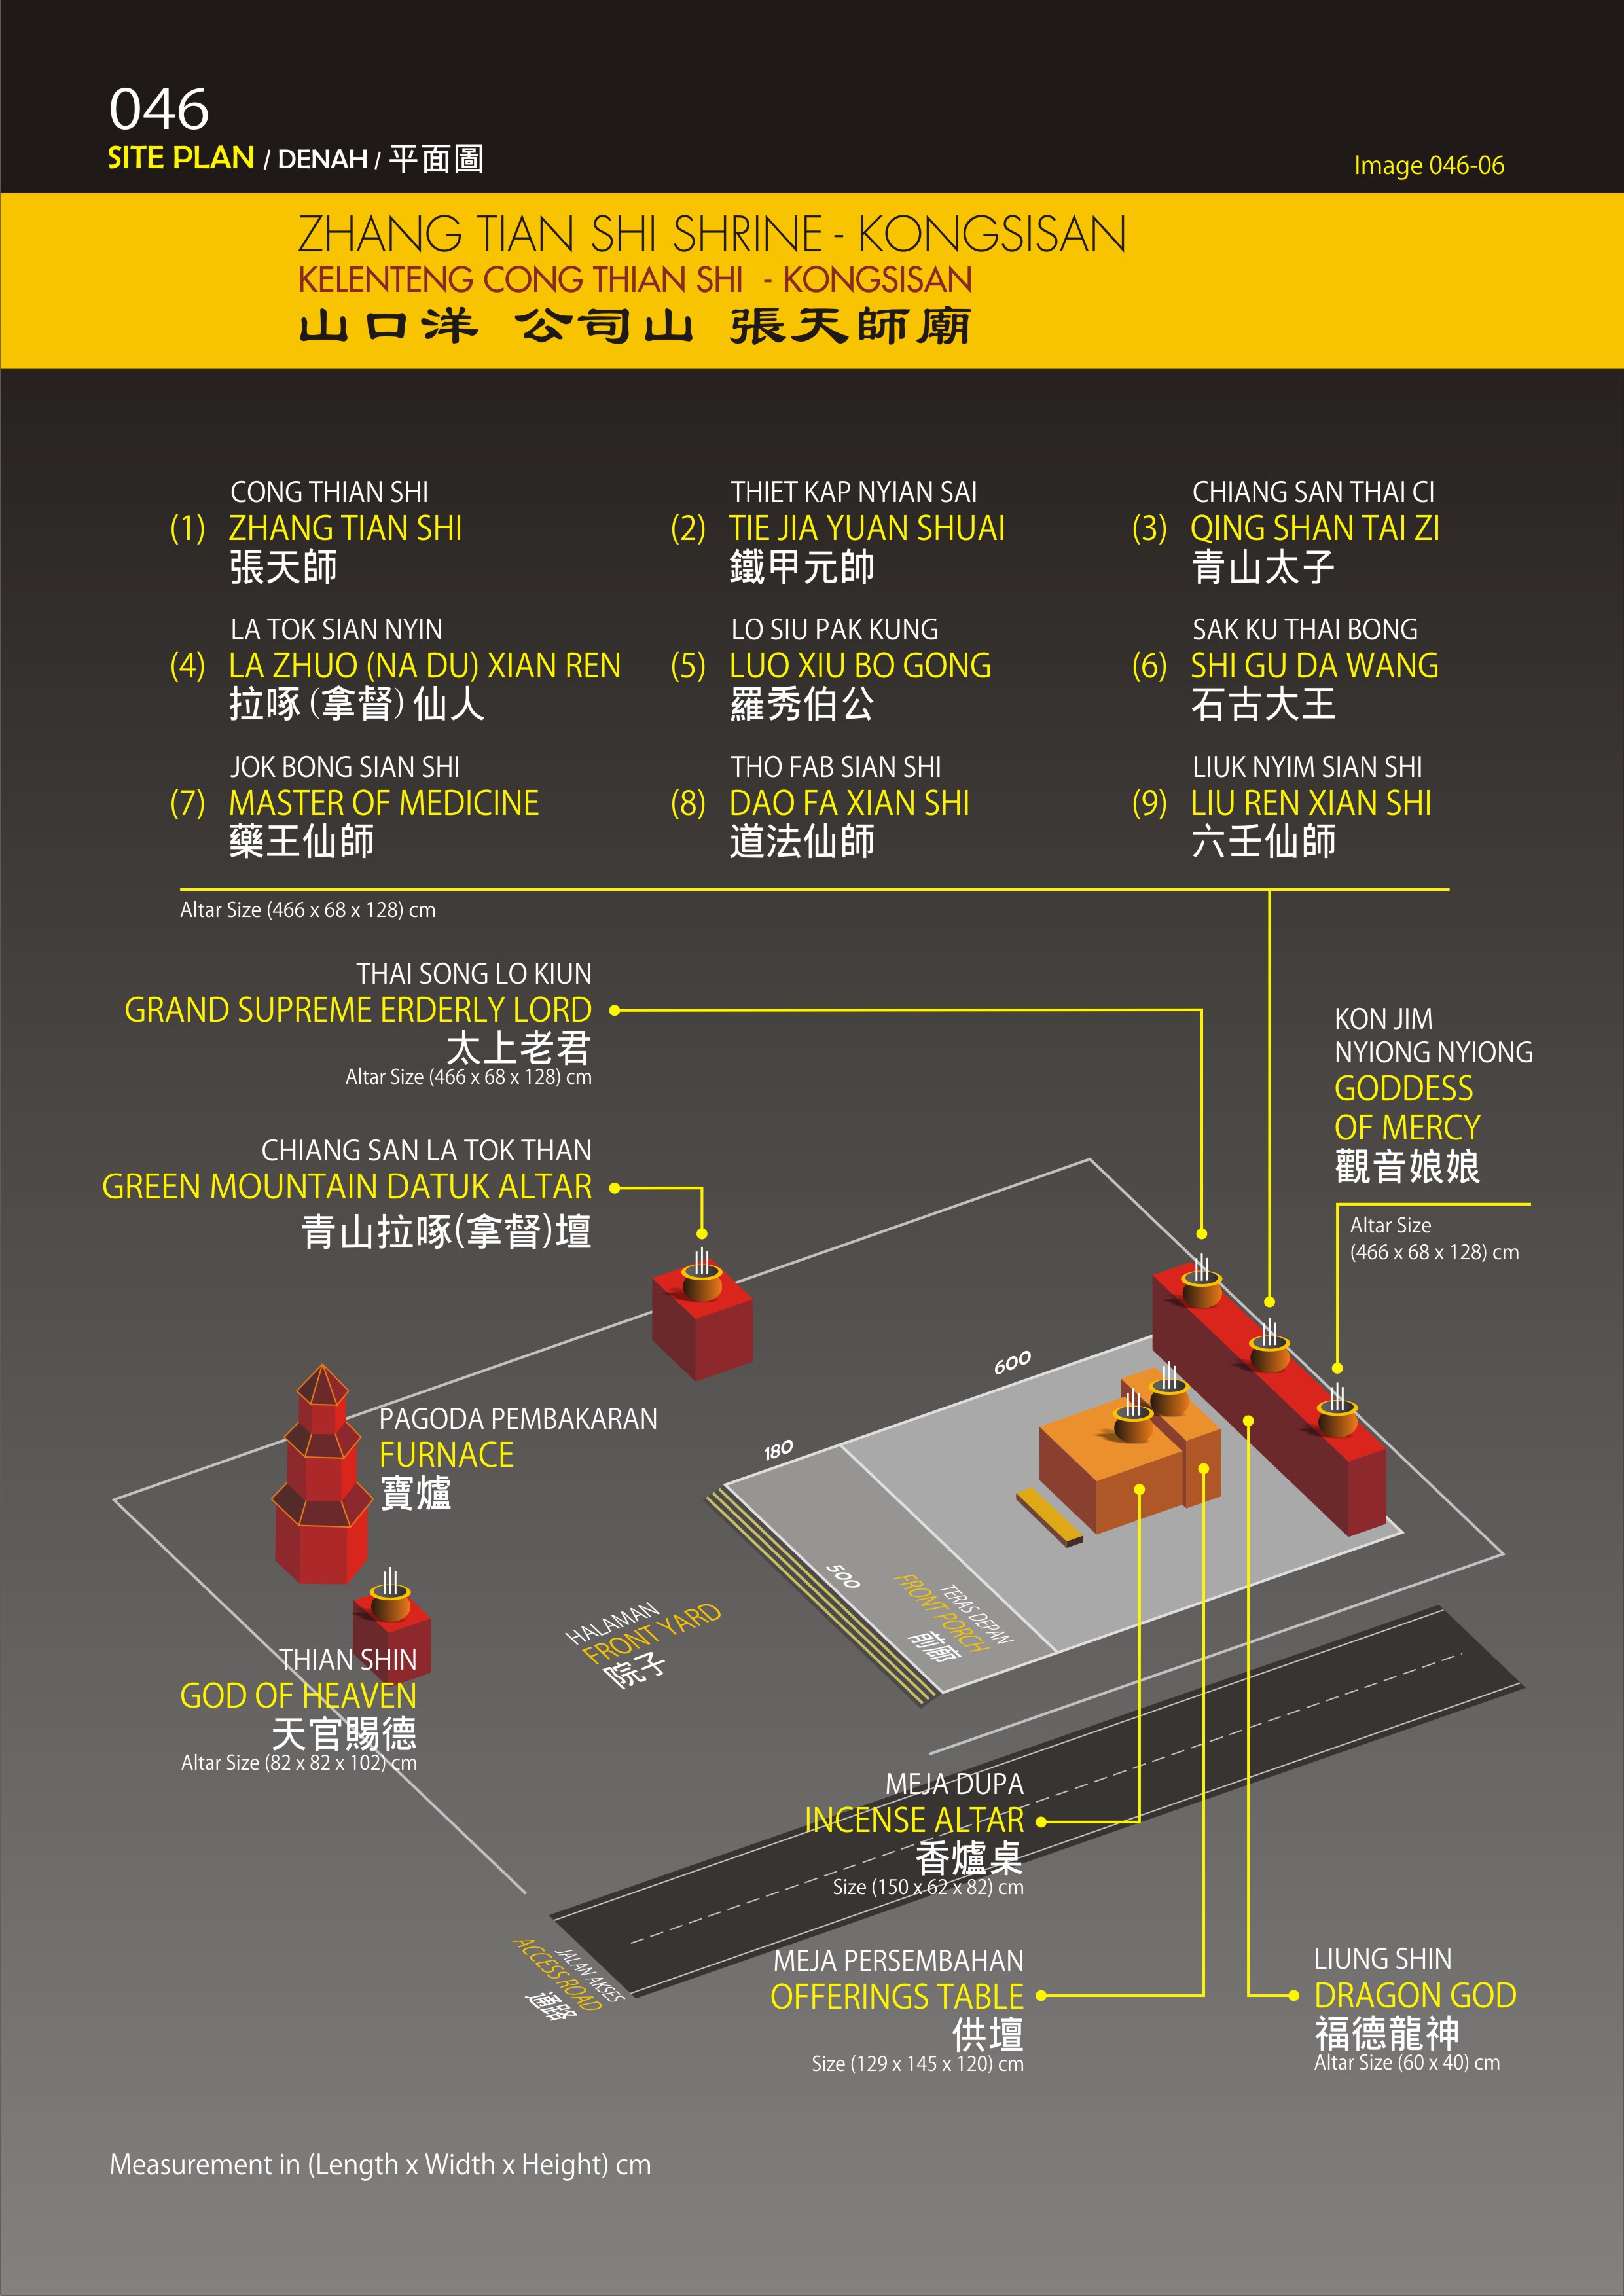 046
SITE PLAN / DENAH / 平面圖
Image 046-06
ZHANG TIAN SHI SHRINE - KONGSISAN
KELENTENG CONG THIAN SHI - KONGSISAN
山口洋 公司山 張天師廟
CONG THIAN SHI
(1) ZHANG TIAN SHI
張天師
THIET KAP NYIAN SAI
(2) TIE JIA YUAN SHUAI
鐵甲元帥
CHIANG SAN THAI CI
(3) QING SHAN TAI ZI
青山太子
LA TOK SIAN NYIN
(4) LA ZHUO (NA DU) XIAN REN
拉啄 (拿督) 仙人
LO SIU PAK KUNG
(5) LUO XIU BO GONG
羅秀伯公
SAK KU THAI BONG
(6) SHI GU DA WANG
石古大王
JOK BONG SIAN SHI
(7) MASTER OF MEDICINE
藥王仙師
THO FAB SIAN SHI
(8) DAO FA XIAN SHI
道法仙師
LIUK NYIM SIAN SHI
(9) LIU REN XIAN SHI
六壬仙師
Altar Size (466 x 68 x 128) cm
THAI SONG LO KIUN
GRAND SUPREME ERDERLY LORD
太上老君
Altar Size (466 x 68 x 128) cm
KON JIM
NYIONG NYIONG
GODDESS
OF MERCY
觀音娘娘
Altar Size
(466 x 68 x 128) cm
CHIANG SAN LA TOK THAN
GREEN MOUNTAIN DATUK ALTAR
青山拉啄(拿督)壇
600
180
500
PAGODA PEMBAKARAN
FURNACE
寶爐
TERAS DEPAN
FRONT PORCH
前廊
HALAMAN
FRONT YARD
院子
THIAN SHIN
GOD OF HEAVEN
天官賜德
Altar Size (82 x 82 x 102) cm
MEJA DUPA
INCENSE ALTAR
香爐桌
Size (150 x 62 x 82) cm
JALAN AKSES
ACCESS ROAD
通路
MEJA PERSEMBAHAN
OFFERINGS TABLE
供壇
Size (129 x 145 x 120) cm
LIUNG SHIN
DRAGON GOD
福德龍神
Altar Size (60 x 40) cm
Measurement in (Length x Width x Height) cm